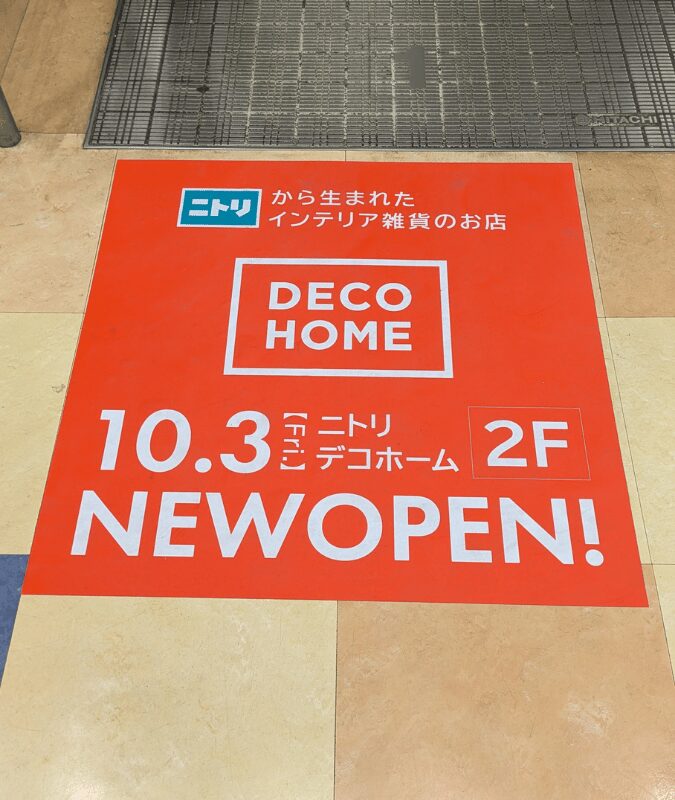 ニトリ から生まれた
インテリア雑貨のお店
DECO
HOME
10.3 [Fri.] ニトリ
デコホーム 2F
NEWOPEN!
MITACHI